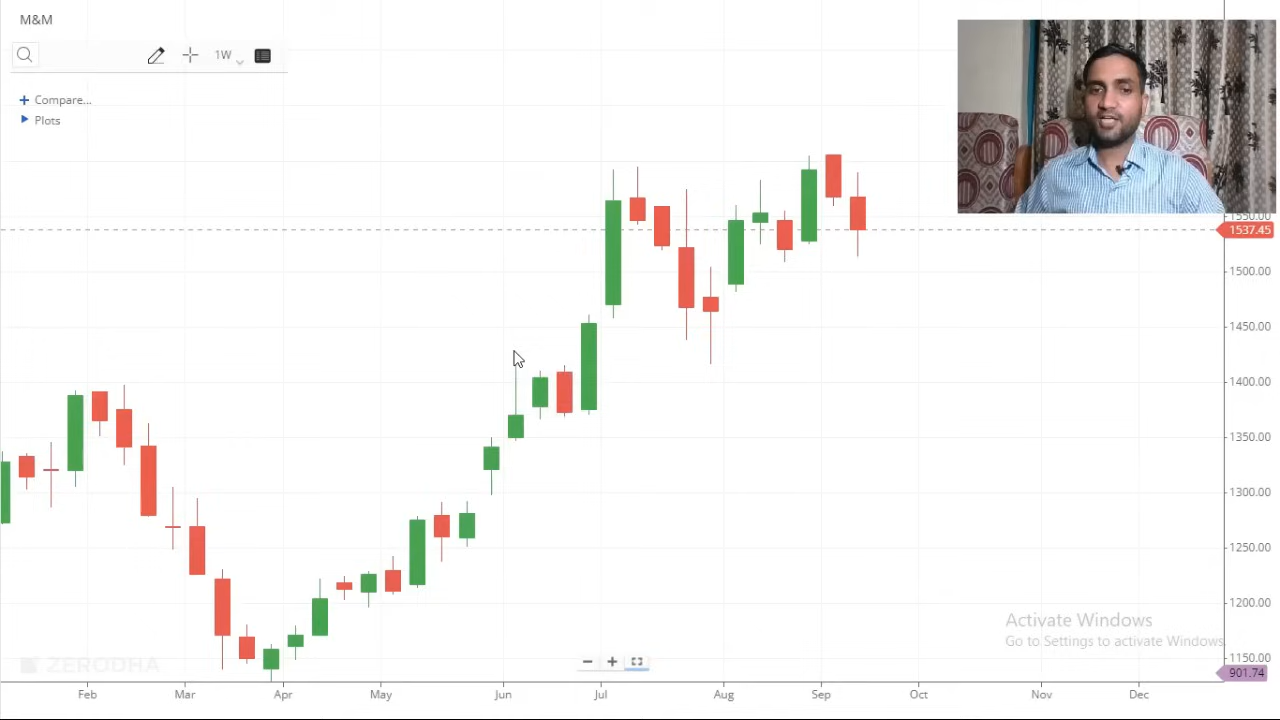 M&M
1W
+ Compare...
Plots
1550.00
1537.45
1500.00
1450.00
1400.00
1350.00
1300.00
1250.00
1200.00
1150.00
901.74
Activate Windows
Go to Settings to activate Windows
ZERODHA
Feb Mar Apr May Jun Jul Aug Sep Oct Nov Dec